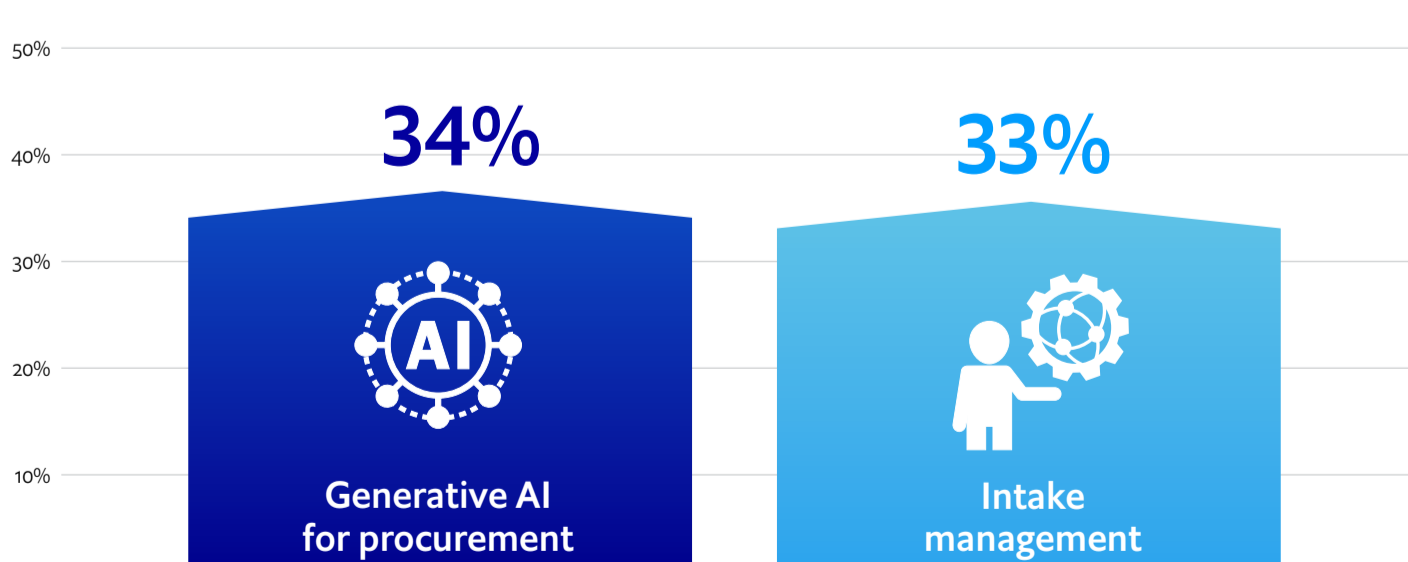 50%
34%
33%
40%
30%
AI
20%
10%
Generative AI
for procurement
Intake
management